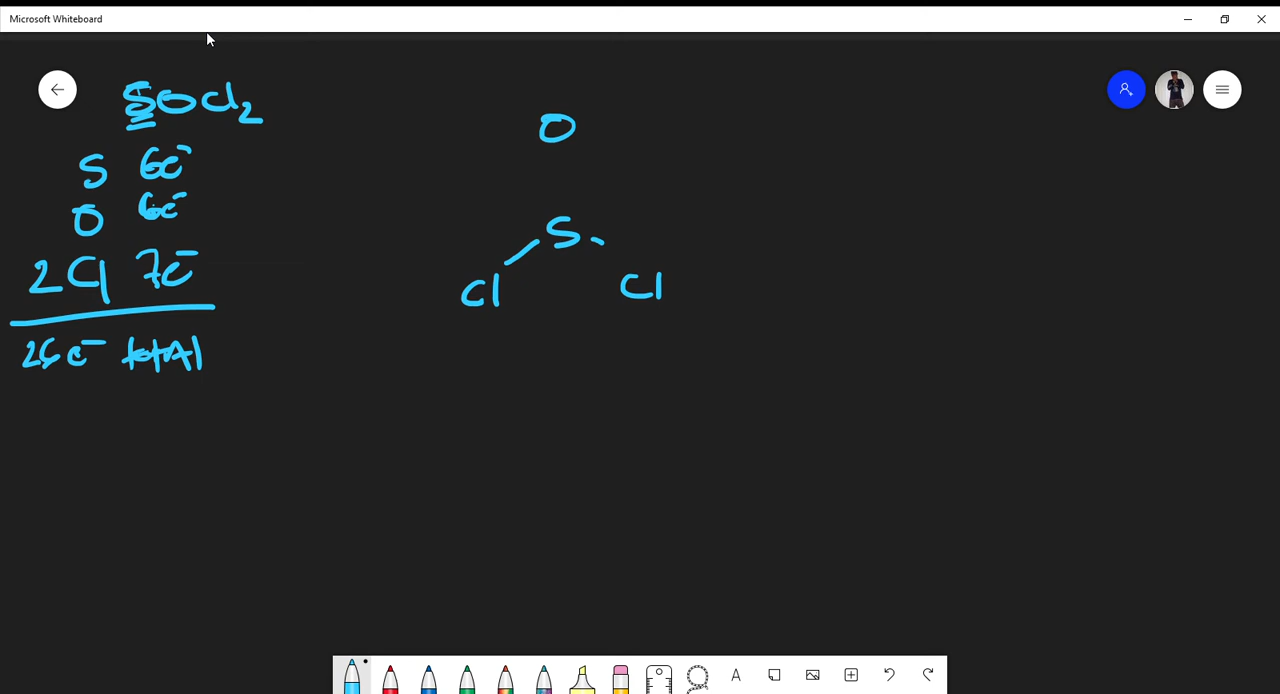 Microsoft Whiteboard
SOCl2
S 6e-
O 6e-
2Cl 7e-
26e- total
O
S
Cl Cl
A